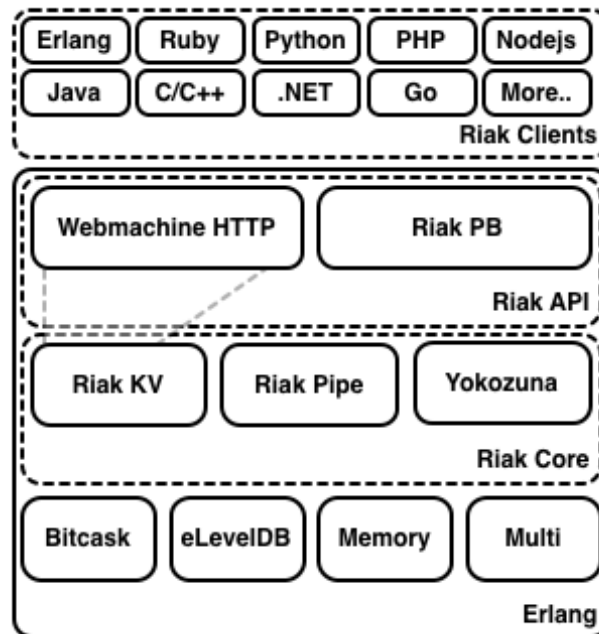 Erlang Ruby Python PHP Nodejs
Java C/C++ .NET Go More..
Riak Clients
Webmachine HTTP Riak PB
Riak API
Riak KV Riak Pipe Yokozuna
Riak Core
Bitcask eLevelDB Memory Multi
Erlang